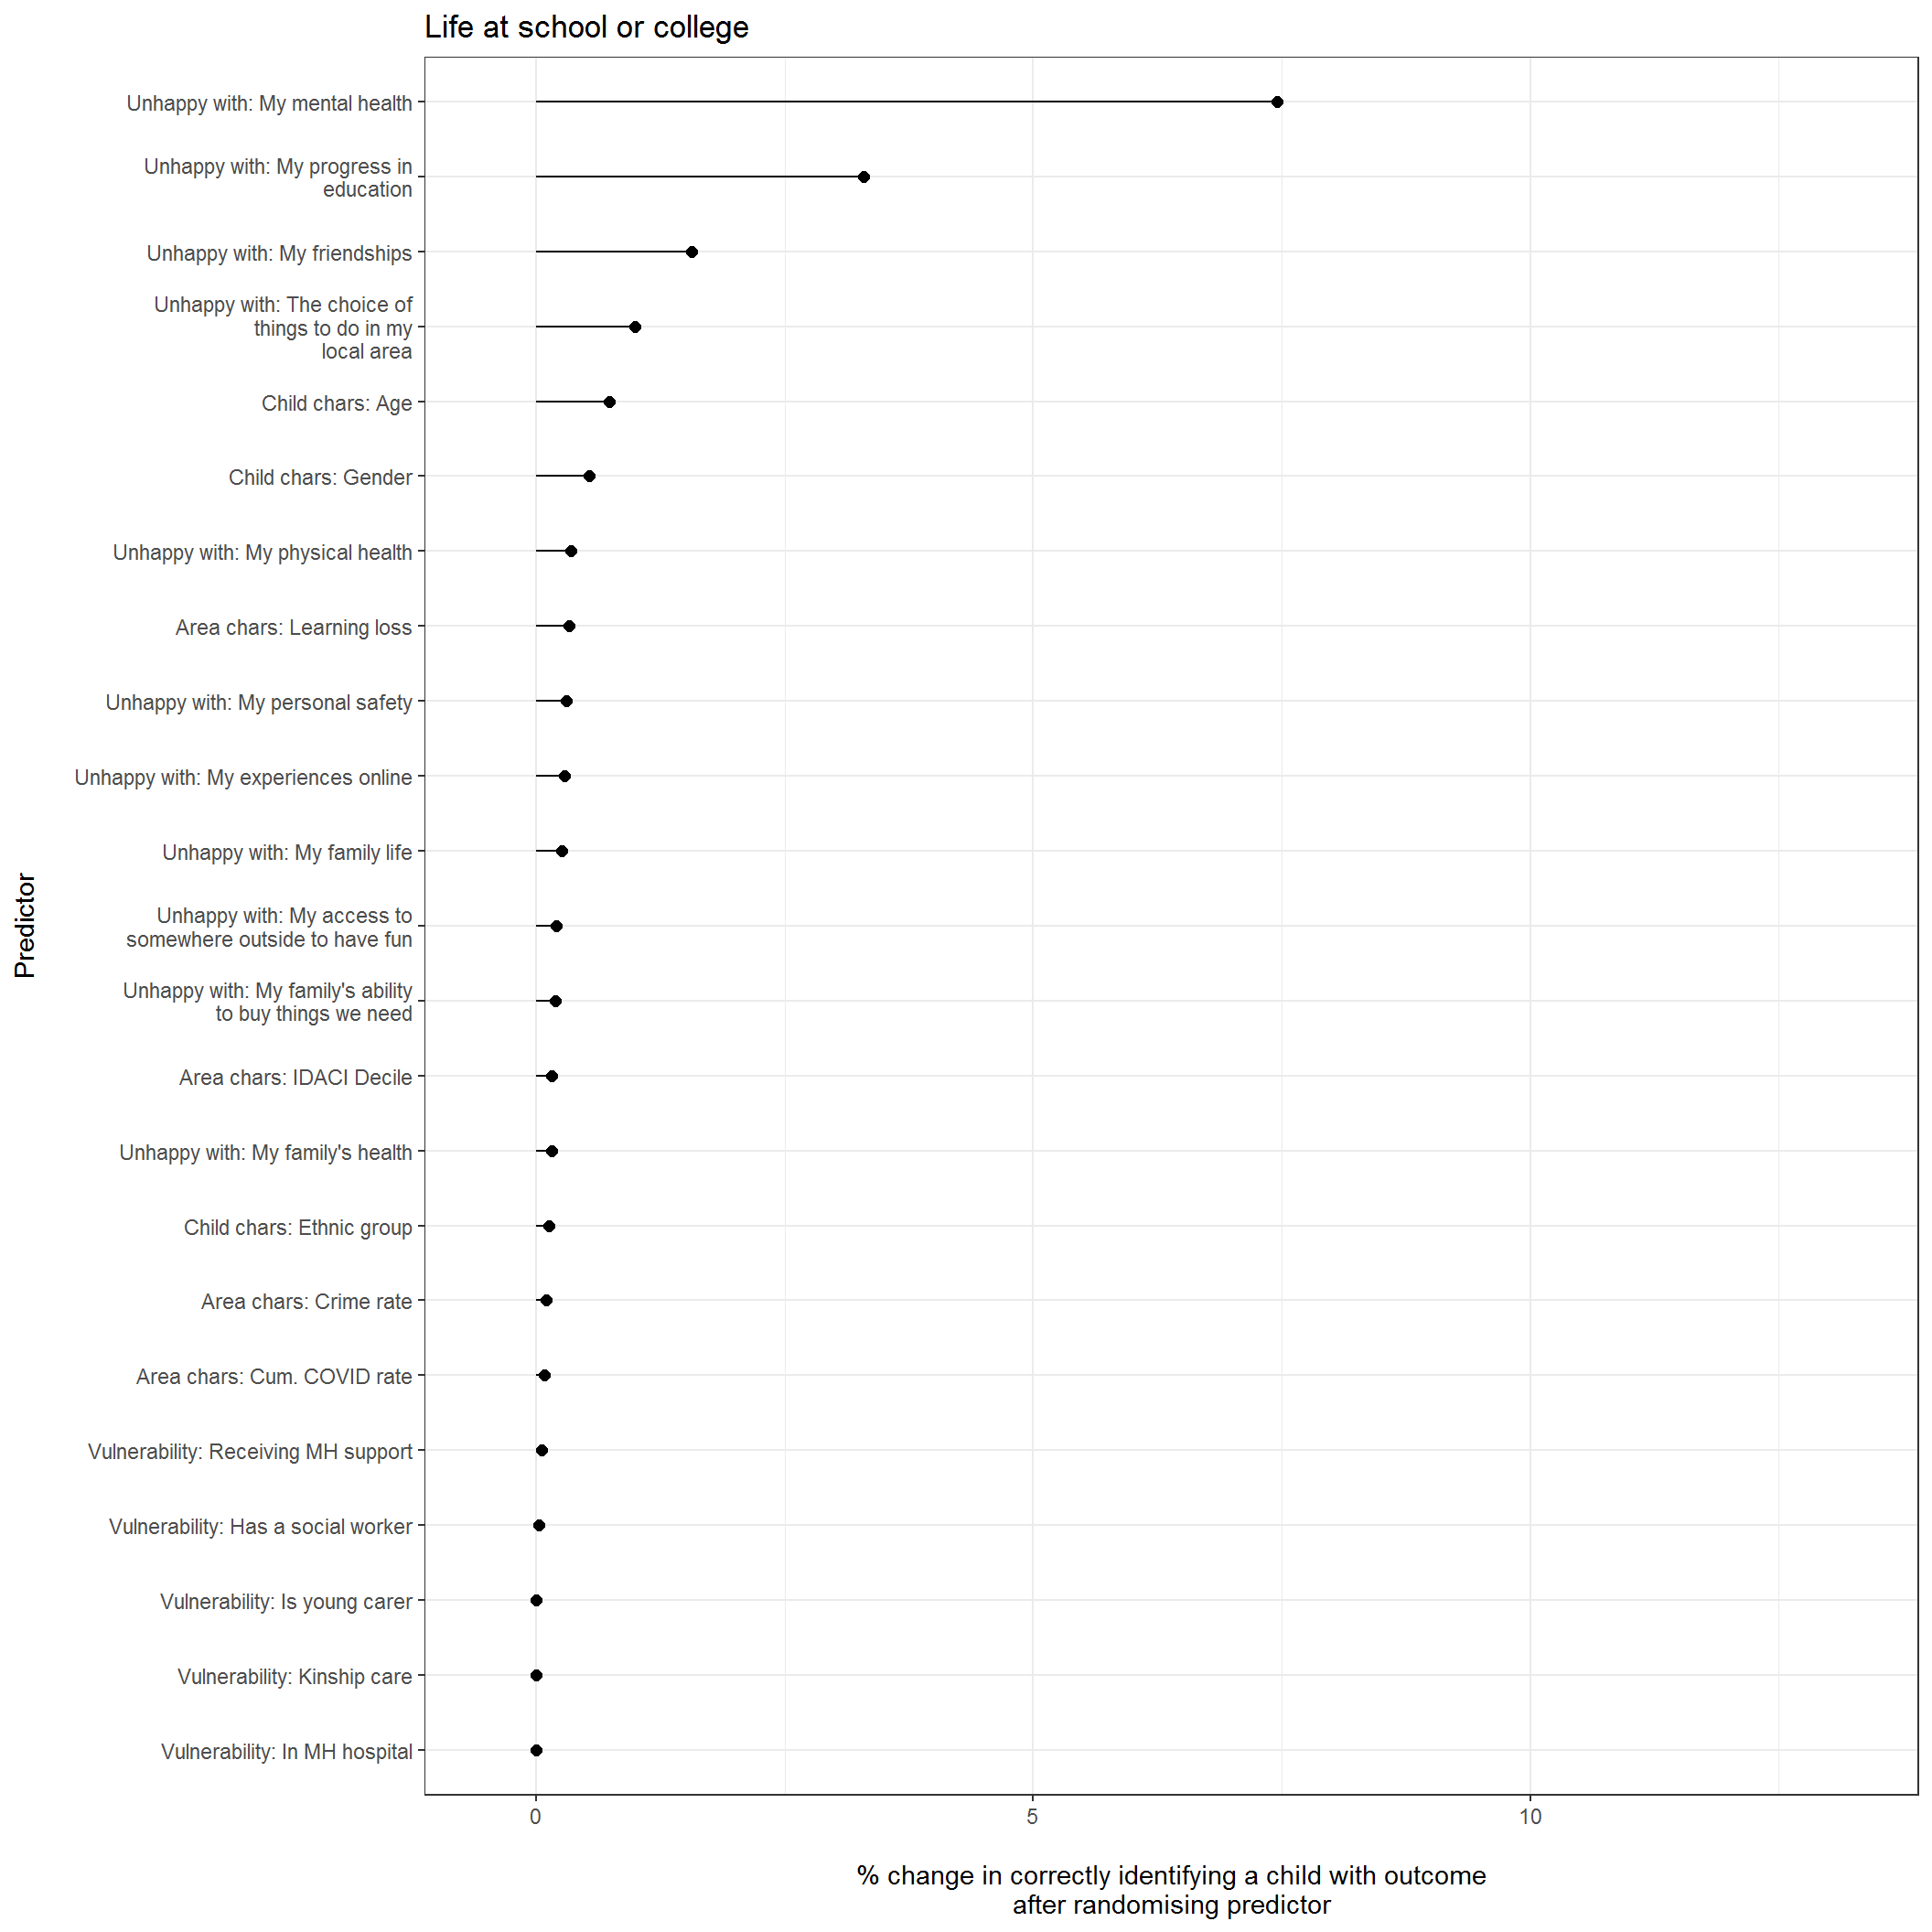 Life at school or college
Unhappy with: My mental health
Unhappy with: My progress in
education
Unhappy with: My friendships
Unhappy with: The choice of
things to do in my
local area
Child chars: Age
Child chars: Gender
Unhappy with: My physical health
Area chars: Learning loss
Unhappy with: My personal safety
Unhappy with: My experiences online
Unhappy with: My family life
Unhappy with: My access to
somewhere outside to have fun
Unhappy with: My family's ability
to buy things we need
Area chars: IDACI Decile
Unhappy with: My family's health
Child chars: Ethnic group
Area chars: Crime rate
Area chars: Cum. COVID rate
Vulnerability: Receiving MH support
Vulnerability: Has a social worker
Vulnerability: Is young carer
Vulnerability: Kinship care
Vulnerability: In MH hospital
Predictor
0 5 10
% change in correctly identifying a child with outcome
after randomising predictor